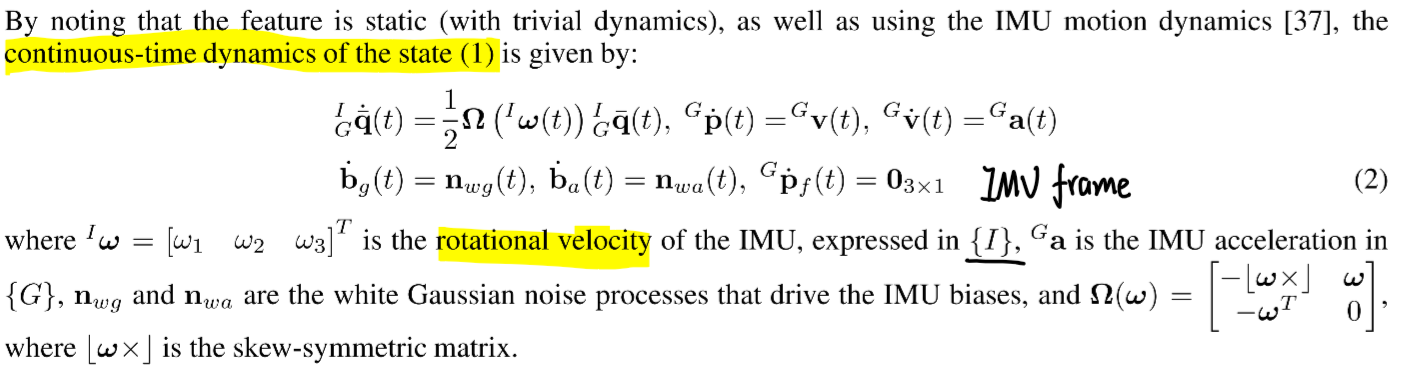 By noting that the feature is static (with trivial dynamics), as well as using the IMU motion dynamics [37], the
continuous-time dynamics of the state (1) is given by:
${}^{I}_{G}\dot{\bar{\mathbf{q}}}(t) = \frac{1}{2}\mathbf{\Omega}\left({}^{I}\boldsymbol{\omega}(t)\right) {}^{I}_{G}\bar{\mathbf{q}}(t),\ {}^{G}\dot{\mathbf{p}}(t) = {}^{G}\mathbf{v}(t),\ {}^{G}\dot{\mathbf{v}}(t) = {}^{G}\mathbf{a}(t)$
$\dot{\mathbf{b}}_{g}(t) = \mathbf{n}_{wg}(t),\ \dot{\mathbf{b}}_{a}(t) = \mathbf{n}_{wa}(t),\ {}^{G}\dot{\mathbf{p}}_{f}(t) = \mathbf{0}_{3\times 1}$ IMU frame (2)
where ${}^{I}\boldsymbol{\omega} = [\omega_1 \quad \omega_2 \quad \omega_3]^T$ is the rotational velocity of the IMU, expressed in $\{I\}$, ${}^{G}\mathbf{a}$ is the IMU acceleration in
$\{G\}$, $\mathbf{n}_{wg}$ and $\mathbf{n}_{wa}$ are the white Gaussian noise processes that drive the IMU biases, and $\mathbf{\Omega}(\boldsymbol{\omega}) = \begin{bmatrix} -\lfloor\boldsymbol{\omega}\times\rfloor & \boldsymbol{\omega} \\ -\boldsymbol{\omega}^T & 0 \end{bmatrix}$,
where $\lfloor\boldsymbol{\omega}\times\rfloor$ is the skew-symmetric matrix.